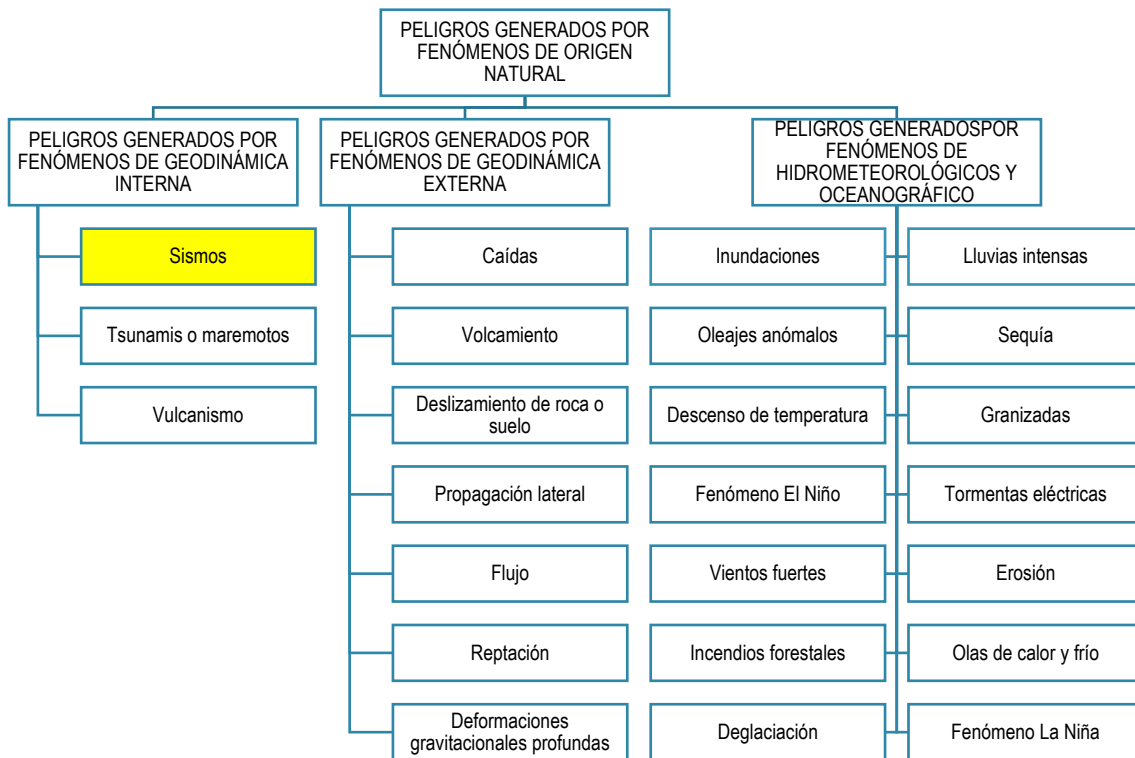 PELIGROS GENERADOS POR
FENÓMENOS DE ORIGEN
NATURAL
PELIGROS GENERADOS POR
FENÓMENOS DE GEODINÁMICA
INTERNA
Sismos
Tsunamis o maremotos
Vulcanismo
PELIGROS GENERADOS POR
FENÓMENOS DE GEODINÁMICA
EXTERNA
Caídas
Volcamiento
Deslizamiento de roca o
suelo
Propagación lateral
Flujo
Reptación
Deformaciones
gravitacionales profundas
PELIGROS GENERADOSPOR
FENÓMENOS DE
HIDROMETEOROLÓGICOS Y
OCEANOGRÁFICO
Inundaciones
Lluvias intensas
Oleajes anómalos
Sequía
Descenso de temperatura
Granizadas
Fenómeno El Niño
Tormentas eléctricas
Vientos fuertes
Erosión
Incendios forestales
Olas de calor y frío
Deglaciación
Fenómeno La Niña